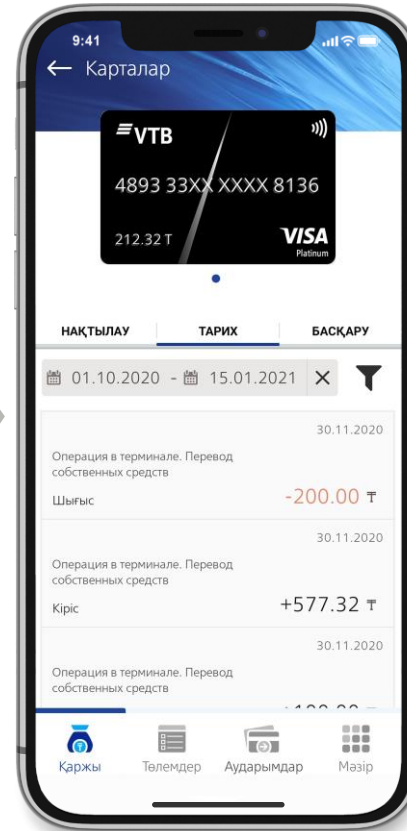 9:41
← Карталар
VTB
4893 33XX XXXX 8136
212.32 T
VISA
Platinum
НАҚТЫЛАУ ТАРИХ БАСҚАРУ
01.10.2020 - 15.01.2021 X
30.11.2020
Операция в терминале. Перевод
собственных средств
Шығыс -200.00 ₸
30.11.2020
Операция в терминале. Перевод
собственных средств
Кіріс +577.32 ₸
30.11.2020
Операция в терминале. Перевод
собственных средств
Қаржы Төлемдер Аударымдар Мәзір